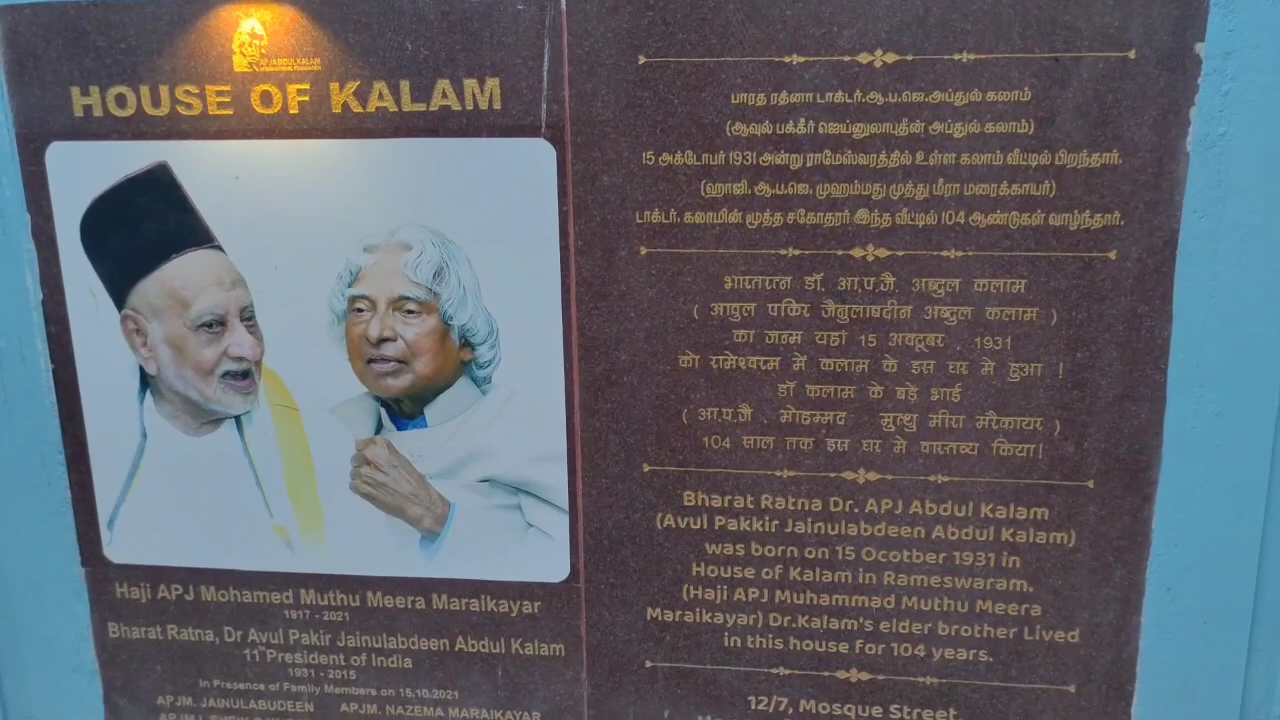 APJ ABDUL KALAM
INTERNATIONAL FOUNDATION
HOUSE OF KALAM
Haji APJ Mohamed Muthu Meera Maraikayar
1917 - 2021
Bharat Ratna, Dr Avul Pakir Jainulabdeen Abdul Kalam
11th President of India
1931 - 2015
In Presence of Family Members on 15.10.2021
APJM. JAINULABUDEEN APJM. NAZEMA MARAIKAYAR
பாரத ரத்னா டாக்டர்.ஆ.ப.ஜெ.அப்துல் கலாம்
(ஆவுல் பக்கீர் ஜெய்னுலாபுதீன் அப்துல் கலாம்)
15 அக்டோபர் 1931 அன்று ராமேஸ்வரத்தில் உள்ள கலாம் வீட்டில் பிறந்தார்.
(ஹாஜி. ஆ.ப.ஜெ. முஹம்மது முத்து மீரா மரைக்காயர்)
டாக்டர். கலாமின் மூத்த சகோதரர் இந்த வீட்டில் 104 ஆண்டுகள் வாழ்ந்தார்.
भारतरत्न डॉ. आ.प.जै. अब्दुल कलाम
( आवुल पकिर जैनुलाबदीन अब्दुल कलाम )
का जन्म यहां 15 अक्टूबर , 1931
को रामेश्वरम में कलाम के इस घर मे हुआ !
डॉ कलाम के बड़ें भाई
( आ.प.जै . मोहम्मद मुत्थु मीरा मरैकायर )
104 साल तक इस घर मे वास्तव्य किया|
Bharat Ratna Dr. APJ Abdul Kalam
(Avul Pakkir Jainulabdeen Abdul Kalam)
was born on 15 Ocotber 1931 in
House of Kalam in Rameswaram.
(Haji APJ Muhammad Muthu Meera
Maraikayar) Dr.Kalam's elder brother Lived
in this house for 104 years.
12/7, Mosque Street,